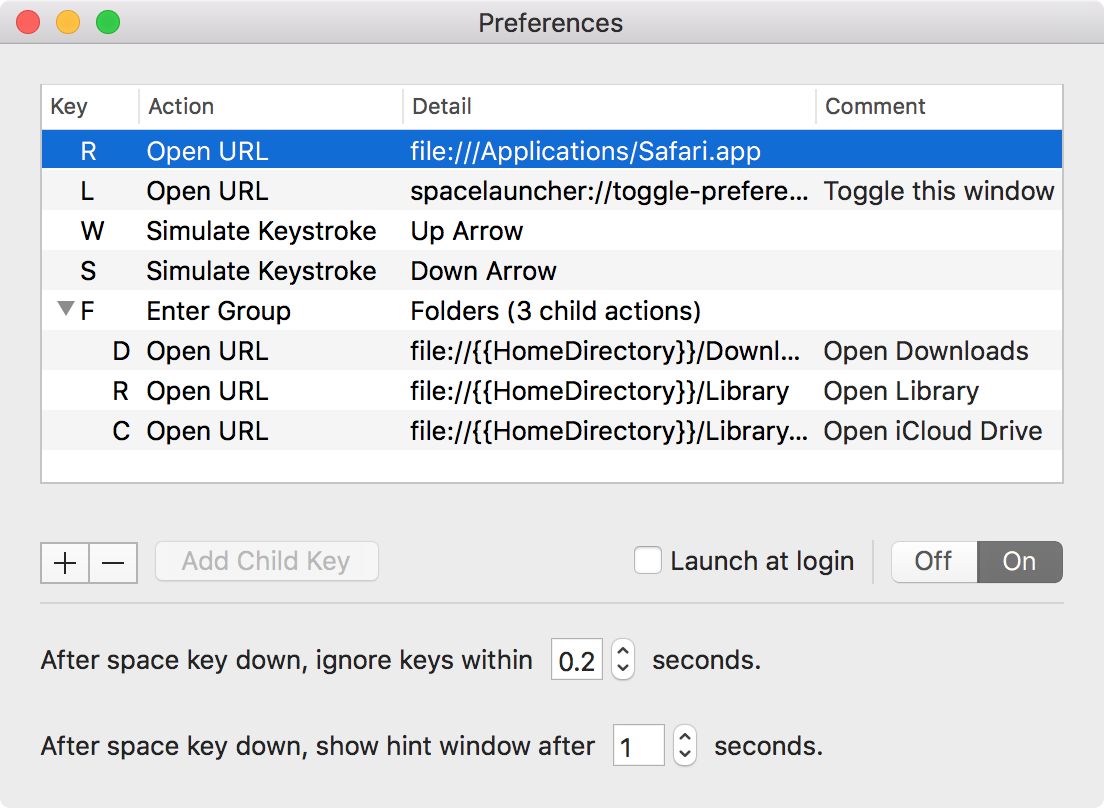 Preferences
Key Action Detail Comment
R Open URL file:///Applications/Safari.app
L Open URL spacelauncher://toggle-prefere... Toggle this window
W Simulate Keystroke Up Arrow
S Simulate Keystroke Down Arrow
F Enter Group Folders (3 child actions)
D Open URL file://{{HomeDirectory}}/Downl... Open Downloads
R Open URL file://{{HomeDirectory}}/Library Open Library
C Open URL file://{{HomeDirectory}}/Library... Open iCloud Drive
Add Child Key Launch at login Off On
After space key down, ignore keys within 0.2 seconds.
After space key down, show hint window after 1 seconds.